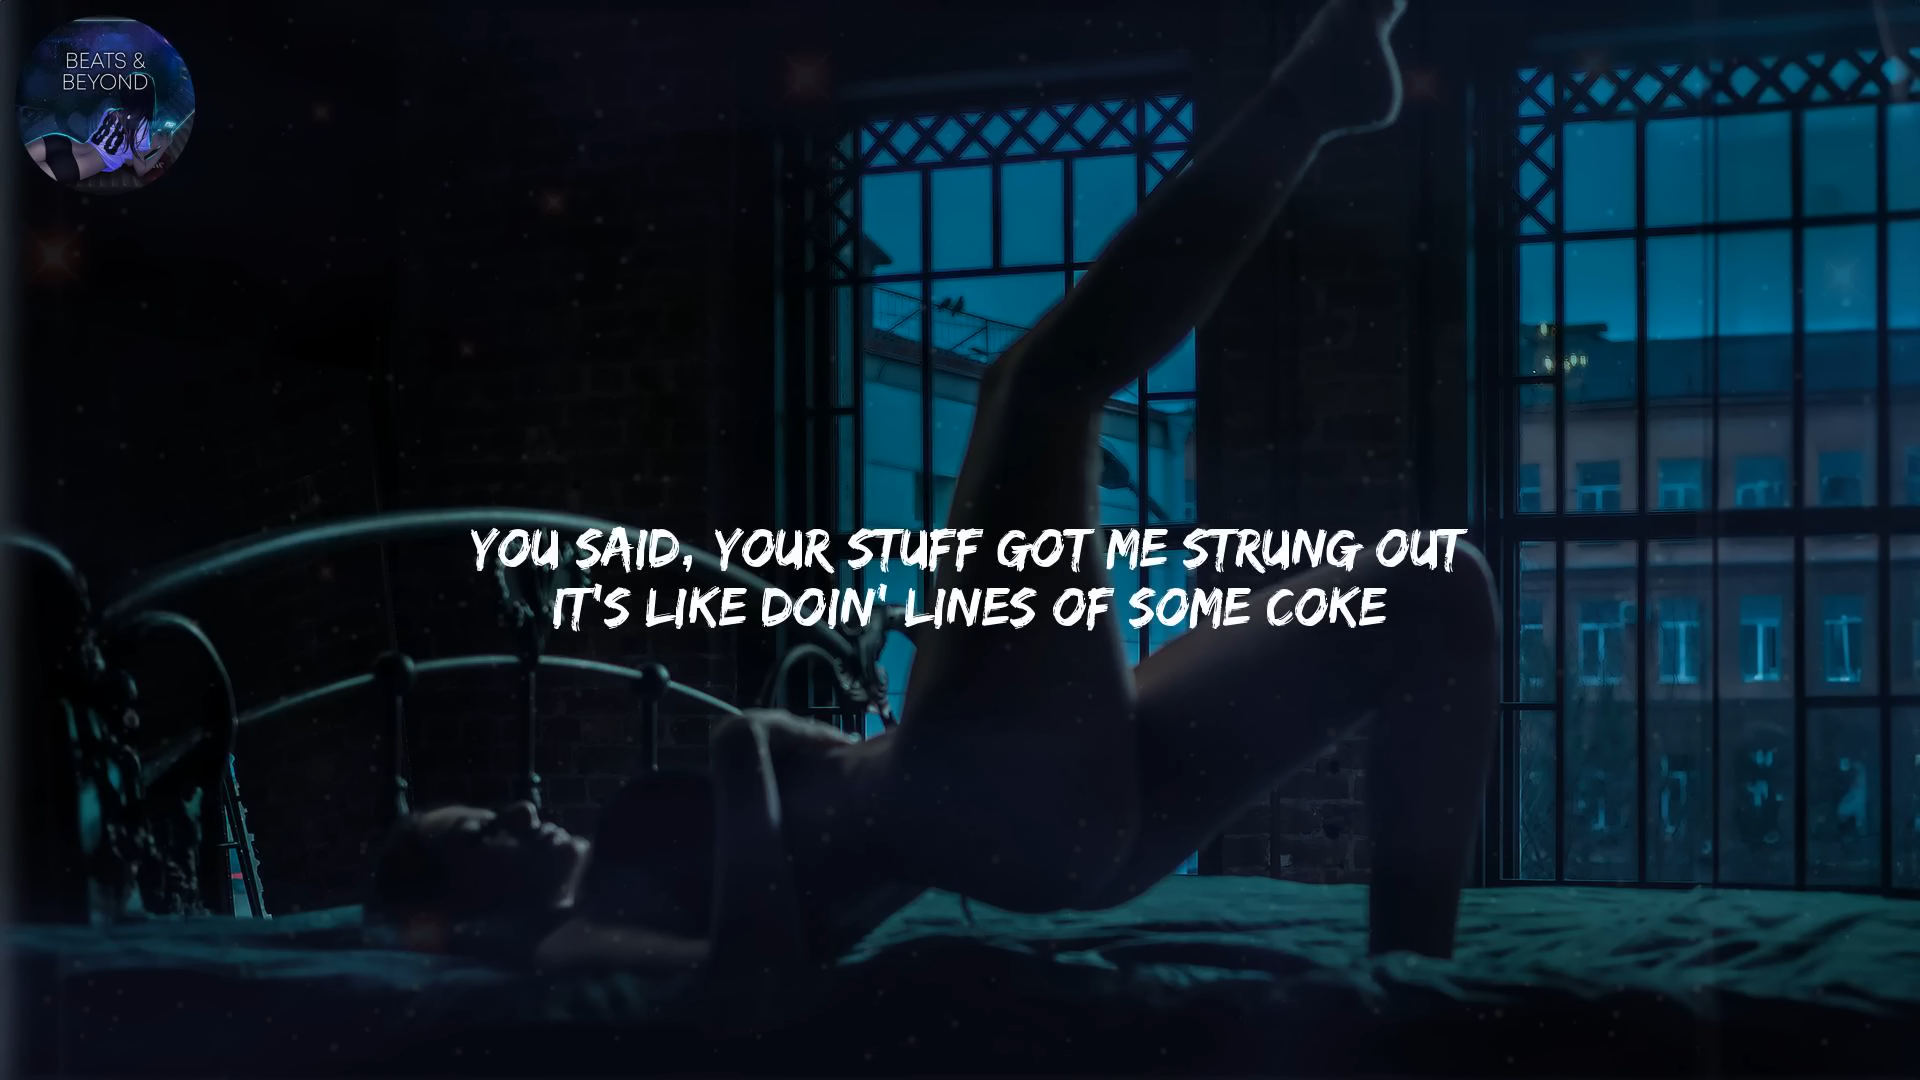 BEATS &
BEYOND
YOU SAID, YOUR STUFF GOT ME STRUNG OUT
IT'S LIKE DOIN' LINES OF SOME COKE